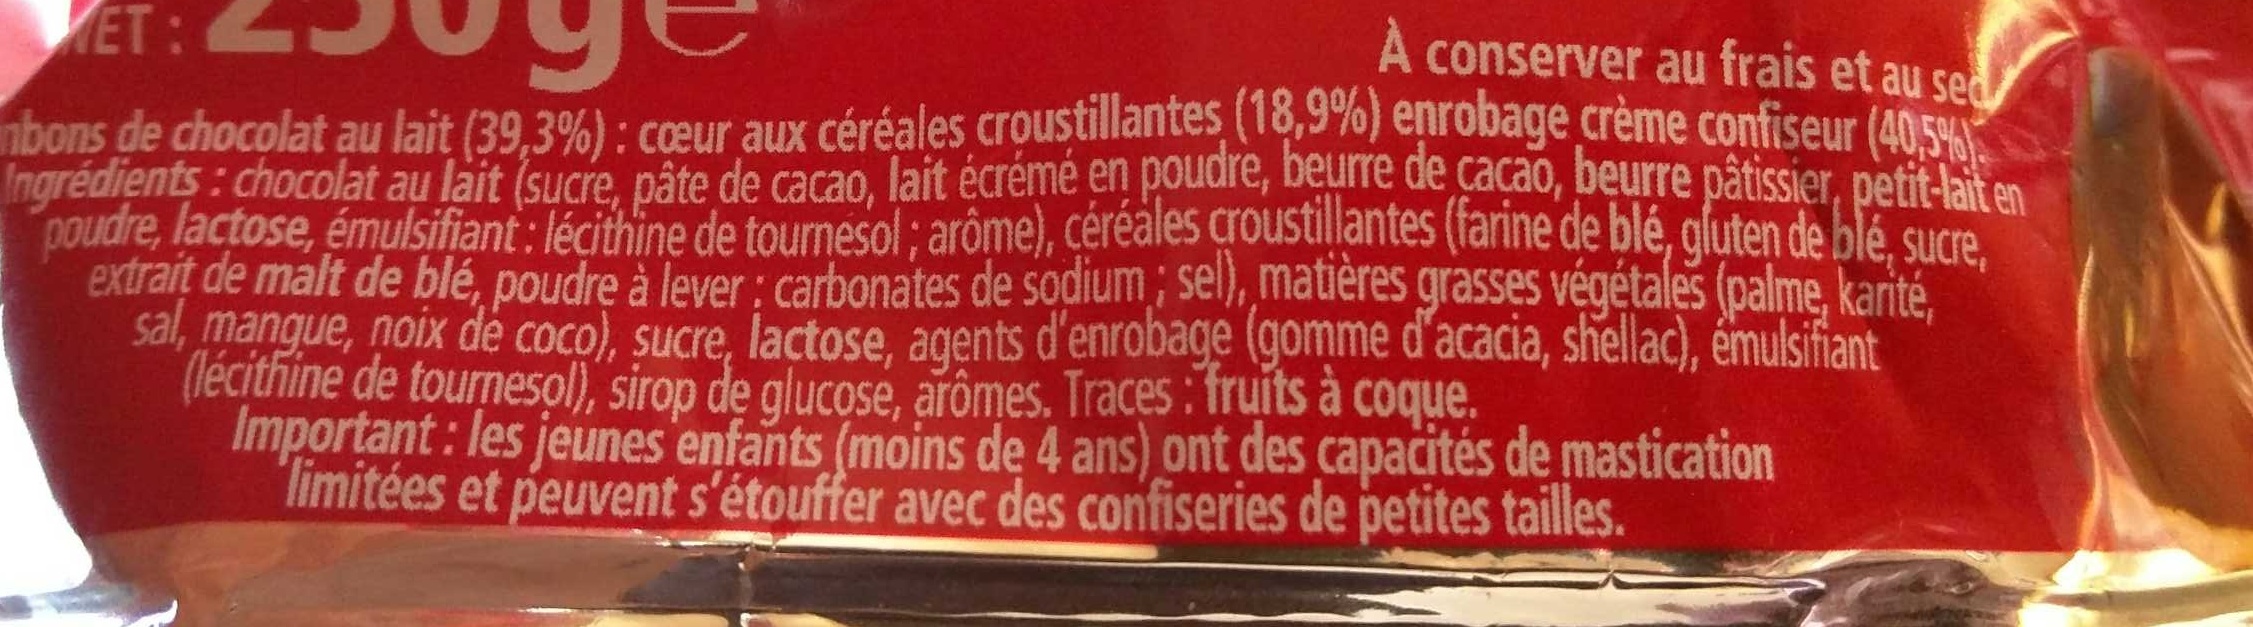 NET : 250g e
À conserver au frais et au sec
bons de chocolat au lait (39,3%) : cœur aux céréales croustillantes (18,9%) enrobage crème confiseur (40,5%).
Ingrédients : chocolat au lait (sucre, pâte de cacao, lait écrémé en poudre, beurre de cacao, beurre pâtissier, petit-lait en
poudre, lactose, émulsifiant : lécithine de tournesol ; arôme), céréales croustillantes (farine de blé, gluten de blé, sucre,
extrait de malt de blé, poudre à lever : carbonates de sodium ; sel), matières grasses végétales (palme, karité,
sal, mangue, noix de coco), sucre, lactose, agents d'enrobage (gomme d'acacia, shellac), émulsifiant
(lécithine de tournesol), sirop de glucose, arômes. Traces : fruits à coque.
Important : les jeunes enfants (moins de 4 ans) ont des capacités de mastication
limitées et peuvent s'étouffer avec des confiseries de petites tailles.